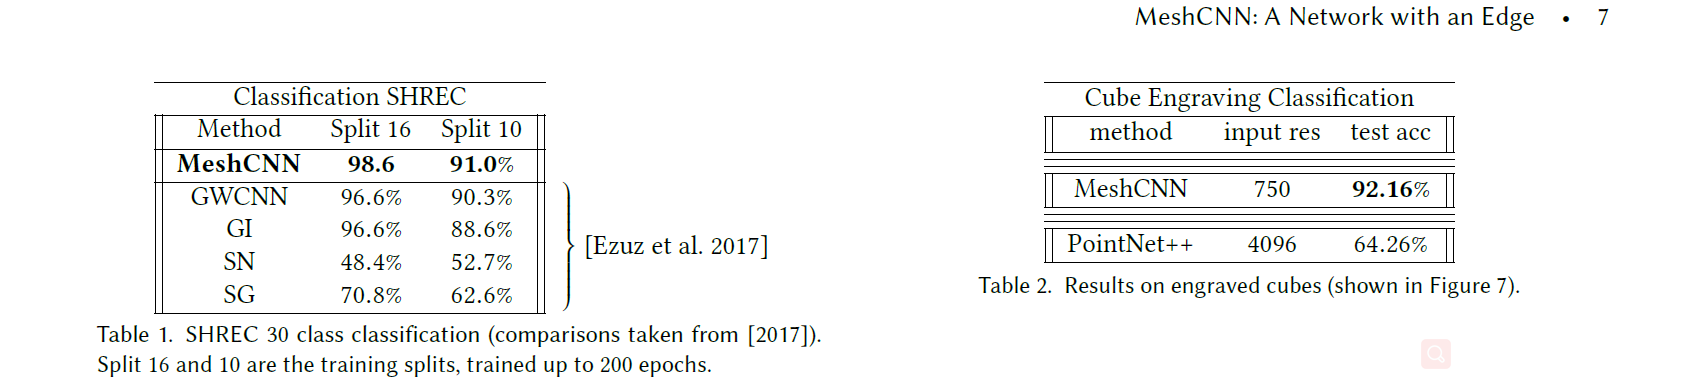 MeshCNN: A Network with an Edge • 7
Classification SHREC
Method Split 16 Split 10
MeshCNN 98.6 91.0%
GWCNN 96.6% 90.3%
GI 96.6% 88.6%
SN 48.4% 52.7%
SG 70.8% 62.6%
[Ezuz et al. 2017]
Table 1. SHREC 30 class classification (comparisons taken from [2017]).
Split 16 and 10 are the training splits, trained up to 200 epochs.
Cube Engraving Classification
method input res test acc
MeshCNN 750 92.16%
PointNet++ 4096 64.26%
Table 2. Results on engraved cubes (shown in Figure 7).